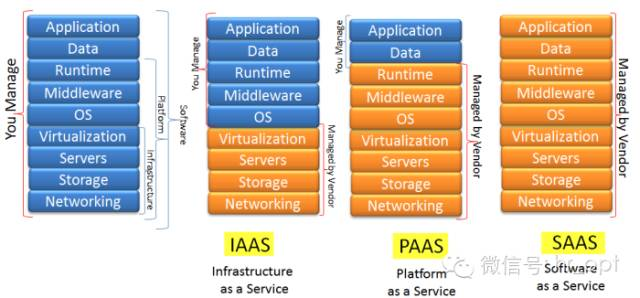 You Manage
Application
Data
Runtime
Middleware
OS
Virtualization
Servers
Storage
Networking
Infrastructure
Platform
Software
You Manage
Application
Data
Runtime
Middleware
OS
Virtualization
Servers
Storage
Networking
Managed by Vendor
IAAS
Infrastructure
as a Service
You Manage
Application
Data
Runtime
Middleware
OS
Virtualization
Servers
Storage
Networking
Managed by Vendor
PAAS
Platform
as a Service
Application
Data
Runtime
Middleware
OS
Virtualization
Servers
Storage
Networking
Managed by Vendor
SAAS
Software
as a Service
微信号: